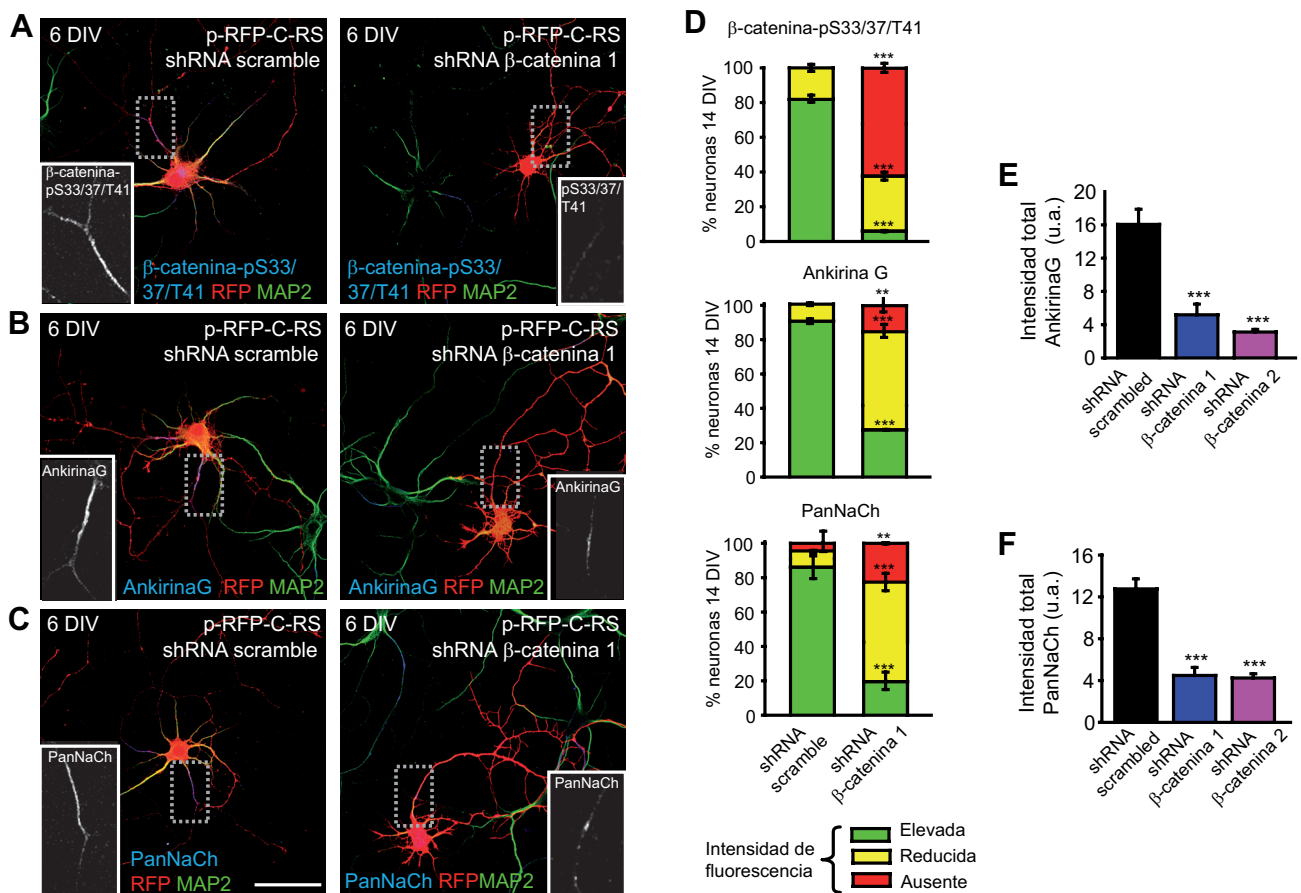 A
6 DIV
p-RFP-C-RS
shRNA scramble
β-catenina-
pS33/37/T41
β-catenina-pS33/
37/T41 RFP MAP2
6 DIV
p-RFP-C-RS
shRNA β-catenina 1
pS33/37/
T41
β-catenina-pS33/
37/T41 RFP MAP2
B
6 DIV
p-RFP-C-RS
shRNA scramble
AnkirinaG
AnkirinaG RFP MAP2
6 DIV
p-RFP-C-RS
shRNA β-catenina 1
AnkirinaG
AnkirinaG RFP MAP2
C
6 DIV
p-RFP-C-RS
shRNA scramble
PanNaCh
PanNaCh
RFP MAP2
6 DIV
p-RFP-C-RS
shRNA β-catenina 1
PanNaCh
PanNaCh RFPMAP2
D
β-catenina-pS33/37/T41
% neuronas 14 DIV
100
80
60
40
20
0
***
***
***
Ankirina G
% neuronas 14 DIV
100
80
60
40
20
0
**
***
***
PanNaCh
% neuronas 14 DIV
100
80
60
40
20
0
**
***
***
shRNA
scramble
shRNA
β-catenina 1
Intensidad de
fluorescencia
Elevada
Reducida
Ausente
E
Intensidad total
AnkirinaG (u.a.)
20
16
12
8
4
0
***
***
shRNA
scrambled
shRNA
β-catenina 1
shRNA
β-catenina 2
F
Intensidad total
PanNaCh (u.a.)
16
12
8
4
0
***
***
shRNA
scrambled
shRNA
β-catenina 1
shRNA
β-catenina 2